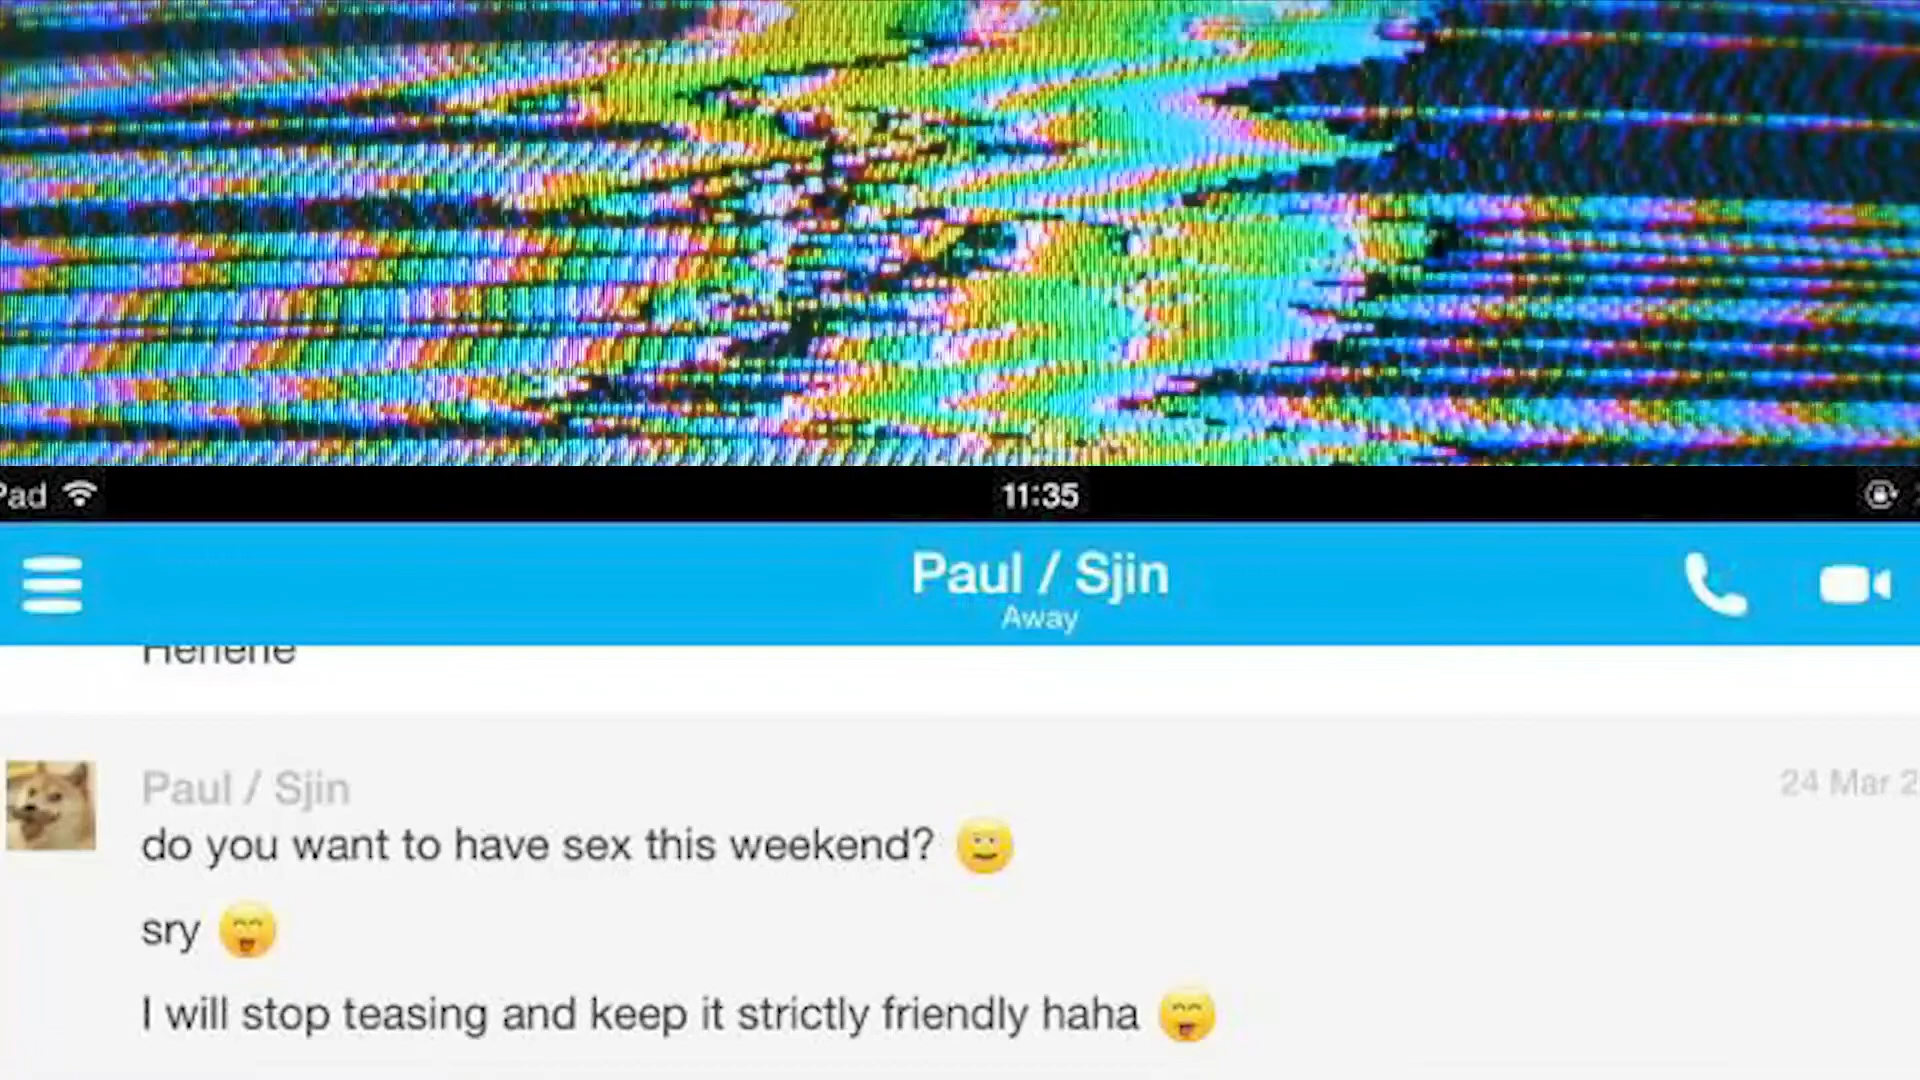 Pad
11:35
Paul / Sjin
Away
Hehehe
Paul / Sjin
24 Mar 2
do you want to have sex this weekend?
sry
I will stop teasing and keep it strictly friendly haha